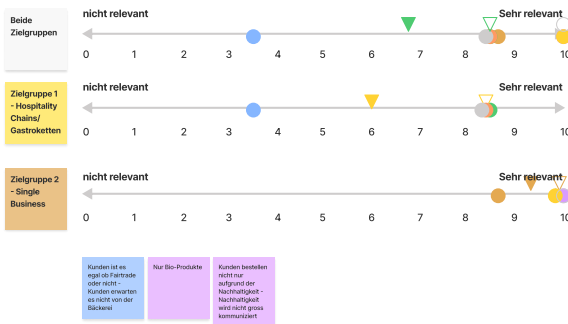 Beide
Zielgruppen
nicht relevant
Sehr relevant
0 1 2 3 4 5 6 7 8 9 10
Zielgruppe 1
- Hospitality
Chains/
Gastroketten
nicht relevant
Sehr relevant
0 1 2 3 4 5 6 7 8 9 10
Zielgruppe 2
- Single
Business
nicht relevant
Sehr relevant
0 1 2 3 4 5 6 7 8 9 10
Kunden ist es
egal ob Fairtrade
oder nicht -
Kunden erwarten
es nicht von der
Bäckerei
Nur Bio-Produkte
Kunden bestellen
nicht nur
aufgrund der
Nachhaltigkeit -
Nachhaltigkeit
wird nicht gross
kommuniziert